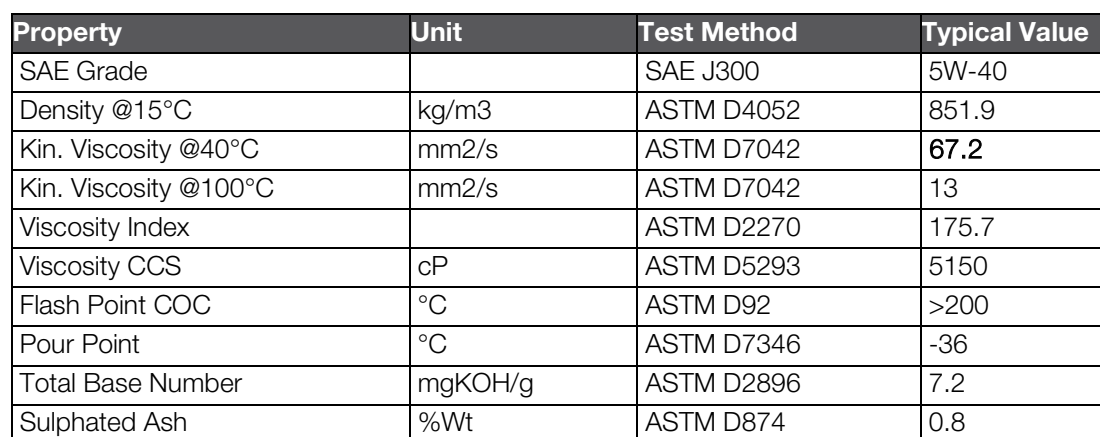 Property Unit Test Method Typical Value
SAE Grade SAE J300 5W-40
Density @15°C kg/m3 ASTM D4052 851.9
Kin. Viscosity @40°C mm2/s ASTM D7042 67.2
Kin. Viscosity @100°C mm2/s ASTM D7042 13
Viscosity Index ASTM D2270 175.7
Viscosity CCS cP ASTM D5293 5150
Flash Point COC °C ASTM D92 >200
Pour Point °C ASTM D7346 -36
Total Base Number mgKOH/g ASTM D2896 7.2
Sulphated Ash %Wt ASTM D874 0.8